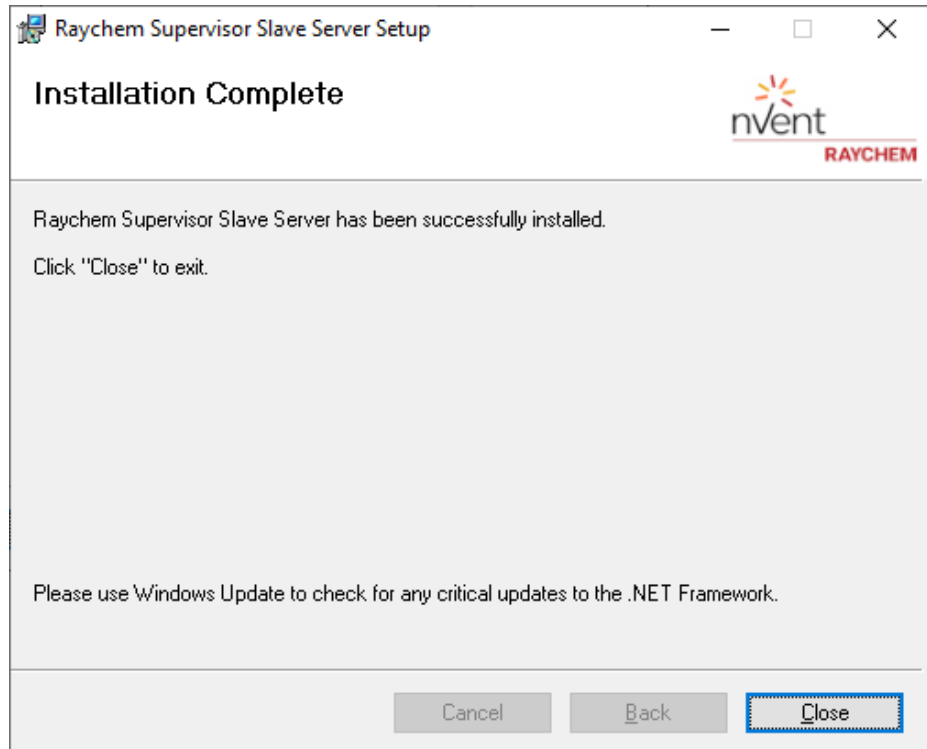 Raychem Supervisor Slave Server Setup
Installation Complete
nvent
RAYCHEM
Raychem Supervisor Slave Server has been successfully installed.
Click "Close" to exit.
Please use Windows Update to check for any critical updates to the .NET Framework.
Cancel
Back
Close